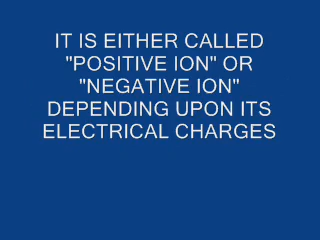 IT IS EITHER CALLED
"POSITIVE ION" OR
"NEGATIVE ION"
DEPENDING UPON ITS
ELECTRICAL CHARGES